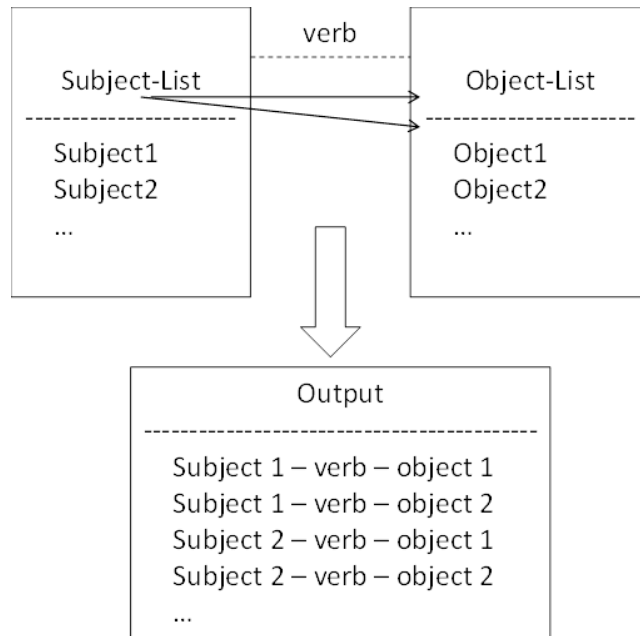 verb
Subject-List
Object-List
Subject1
Object1
Subject2
Object2
...
...
Output
Subject 1 – verb – object 1
Subject 1 – verb – object 2
Subject 2 – verb – object 1
Subject 2 – verb – object 2
...